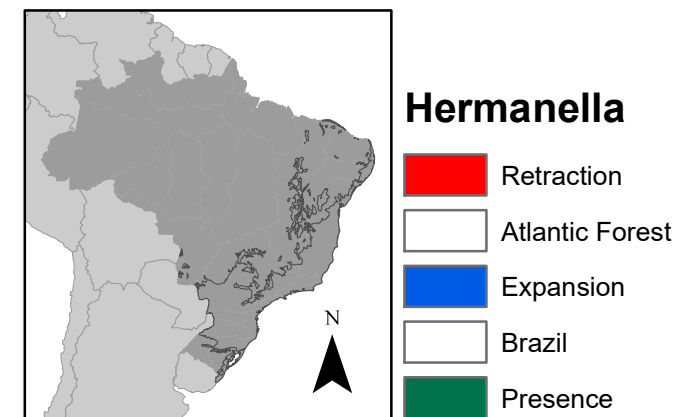 Hermanella
Retraction
Atlantic Forest
Expansion
Brazil
Presence
N